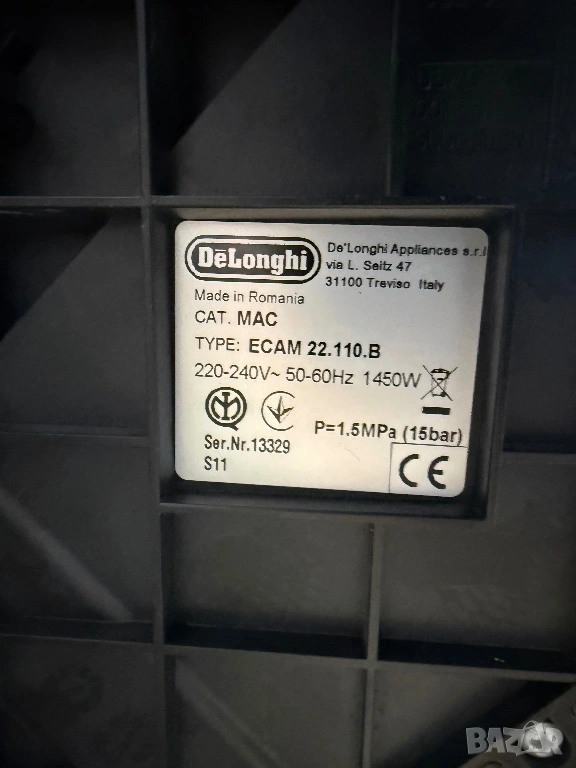 DeLonghi
De'Longhi Appliances s.r.l
via L. Seitz 47
31100 Treviso Italy
Made in Romania
CAT. MAC
TYPE: ECAM 22.110.B
220-240V~ 50-60Hz 1450W
P=1.5MPa (15bar)
Ser.Nr.13329
S11
CE
BAZAR